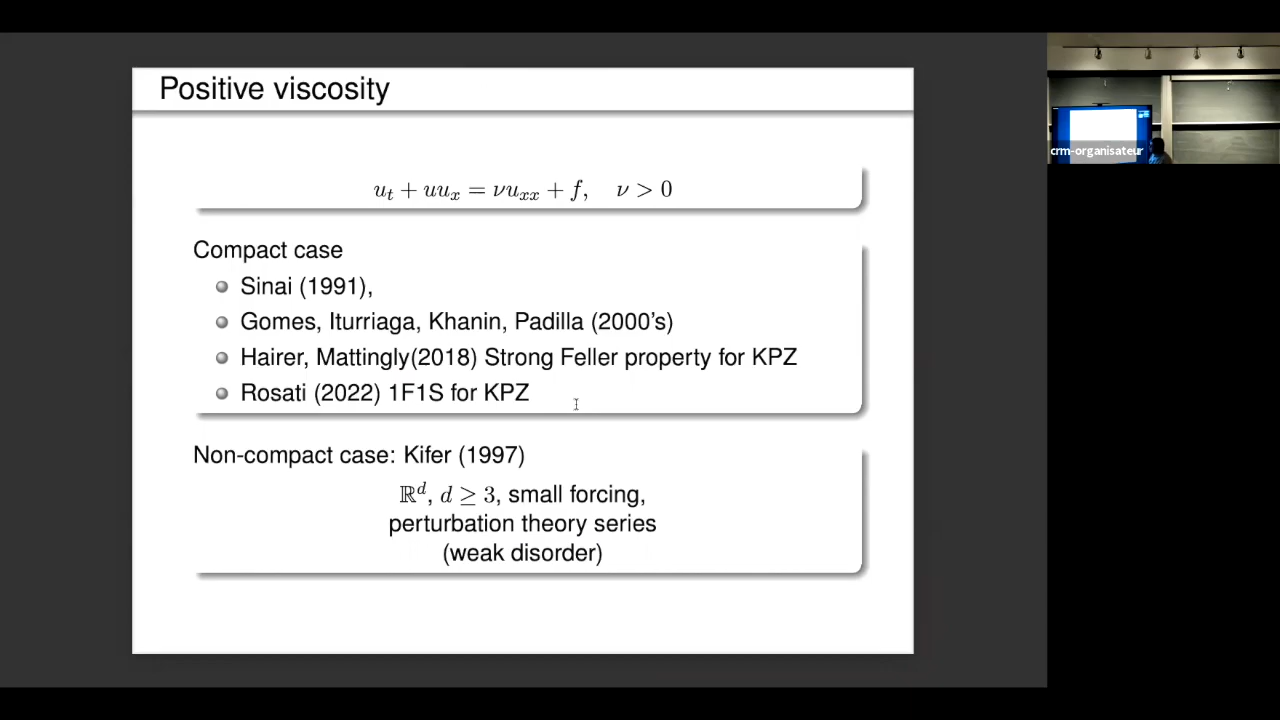 Positive viscosity
u_t + uu_x = νu_xx + f, ν > 0
Compact case
Sinai (1991),
Gomes, Iturriaga, Khanin, Padilla (2000's)
Hairer, Mattingly(2018) Strong Feller property for KPZ
Rosati (2022) 1F1S for KPZ
Non-compact case: Kifer (1997)
ℝ^d, d ≥ 3, small forcing,
perturbation theory series
(weak disorder)
crm-organisateur